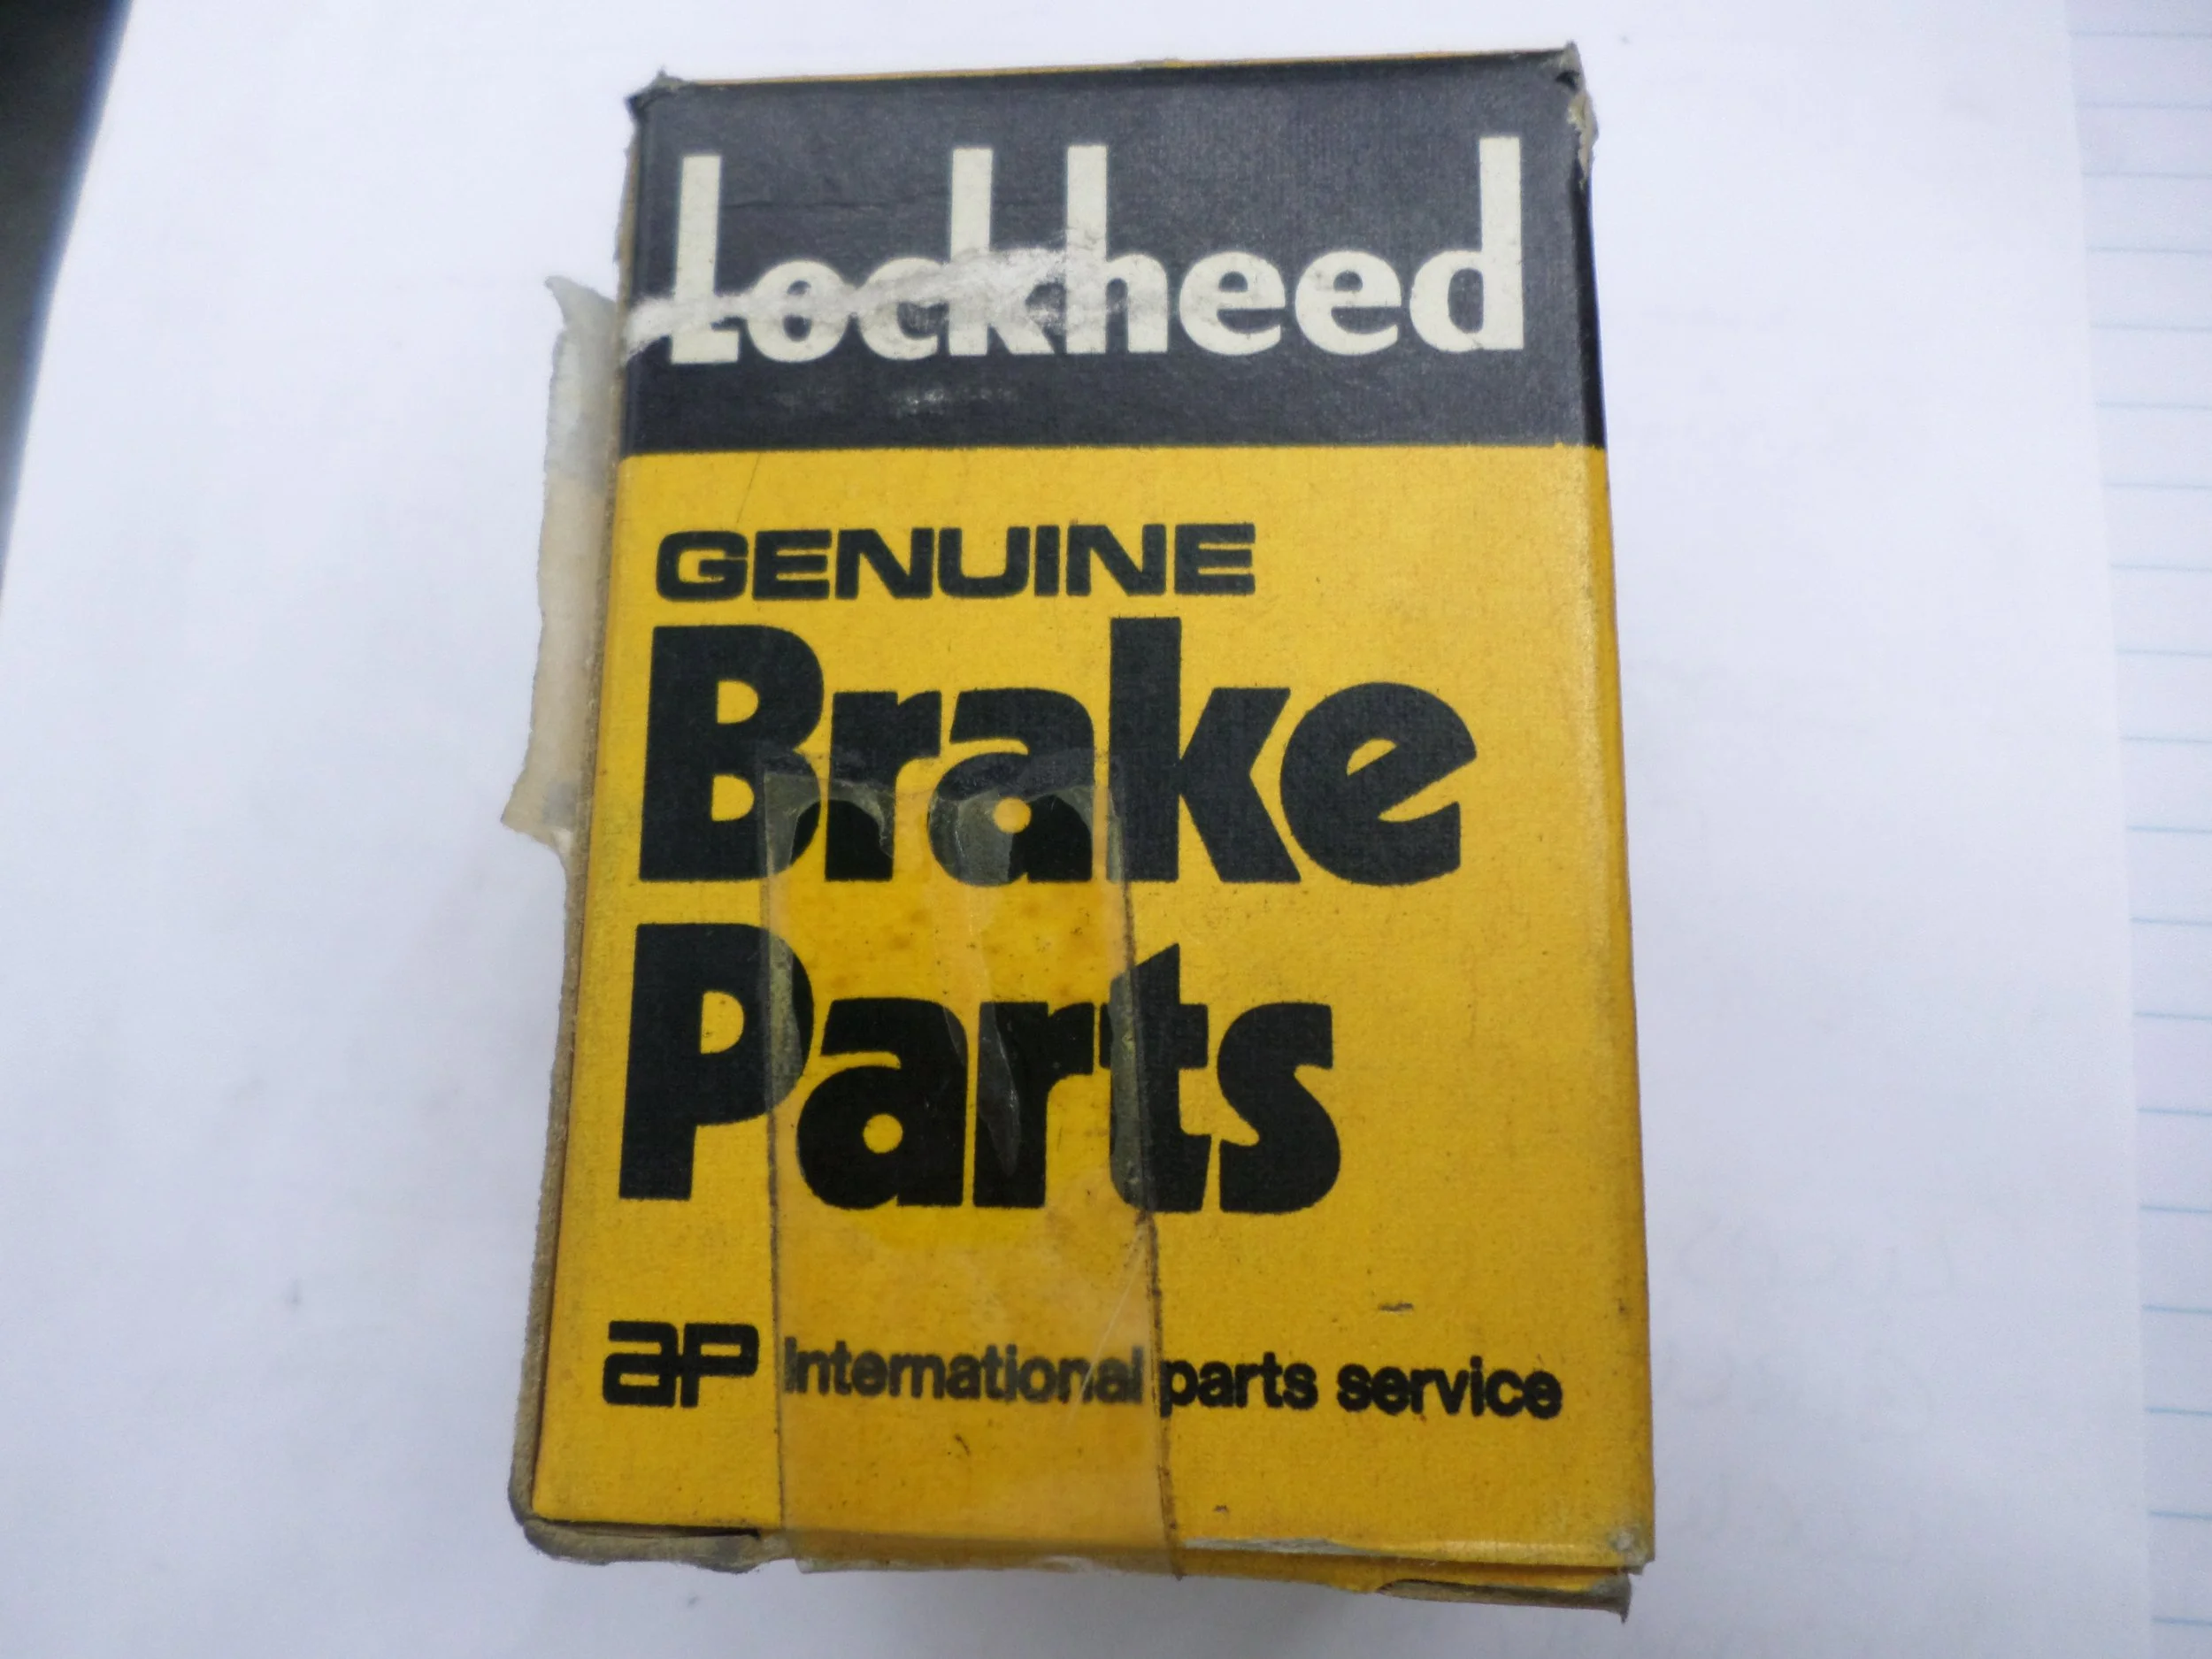 Lockheed
GENUINE
Brake
Parts
ap International parts service